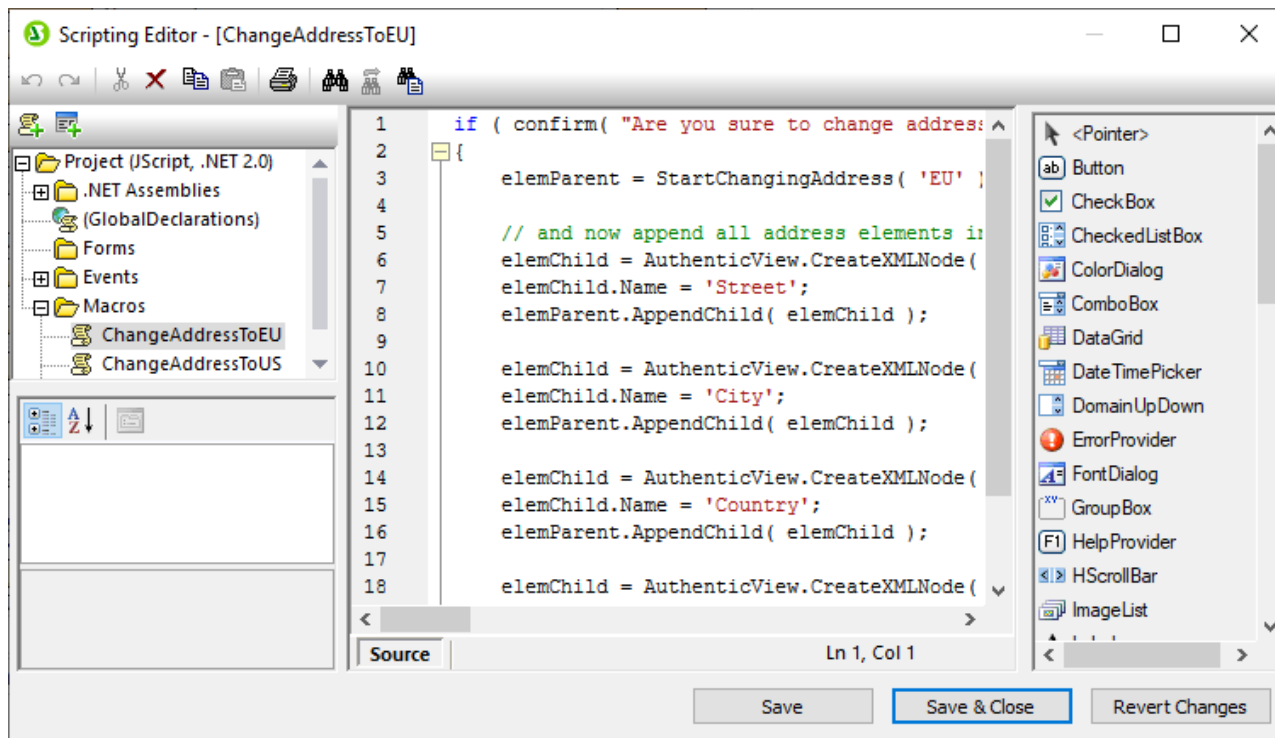 Scripting Editor - [ChangeAddressToEU]
Project (JScript, .NET 2.0)
.NET Assemblies
(GlobalDeclarations)
Forms
Events
Macros
ChangeAddressToEU
ChangeAddressToUS
A
Z
1 if ( confirm( "Are you sure to change address
2 {
3 elemParent = StartChangingAddress( 'EU' )
4
5 // and now append all address elements in
6 elemChild = AuthenticView.CreateXMLNode(
7 elemChild.Name = 'Street';
8 elemParent.AppendChild( elemChild );
9
10 elemChild = AuthenticView.CreateXMLNode(
11 elemChild.Name = 'City';
12 elemParent.AppendChild( elemChild );
13
14 elemChild = AuthenticView.CreateXMLNode(
15 elemChild.Name = 'Country';
16 elemParent.AppendChild( elemChild );
17
18 elemChild = AuthenticView.CreateXMLNode(
Source
Ln 1, Col 1
<Pointer>
ab Button
CheckBox
CheckedListBox
ColorDialog
ComboBox
DataGrid
DateTimePicker
DomainUpDown
ErrorProvider
A FontDialog
XY GroupBox
F1 HelpProvider
HScrollBar
ImageList
Save
Save & Close
Revert Changes